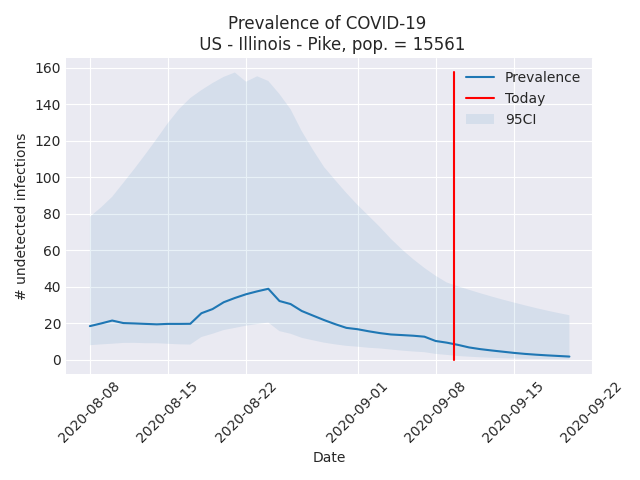 Prevalence of COVID-19
US - Illinois - Pike, pop. = 15561
160
140
120
100
80
60
40
20
0
# undetected infections
Prevalence
Today
95CI
2020-08-08
2020-08-15
2020-08-22
2020-09-01
2020-09-08
2020-09-15
2020-09-22
Date